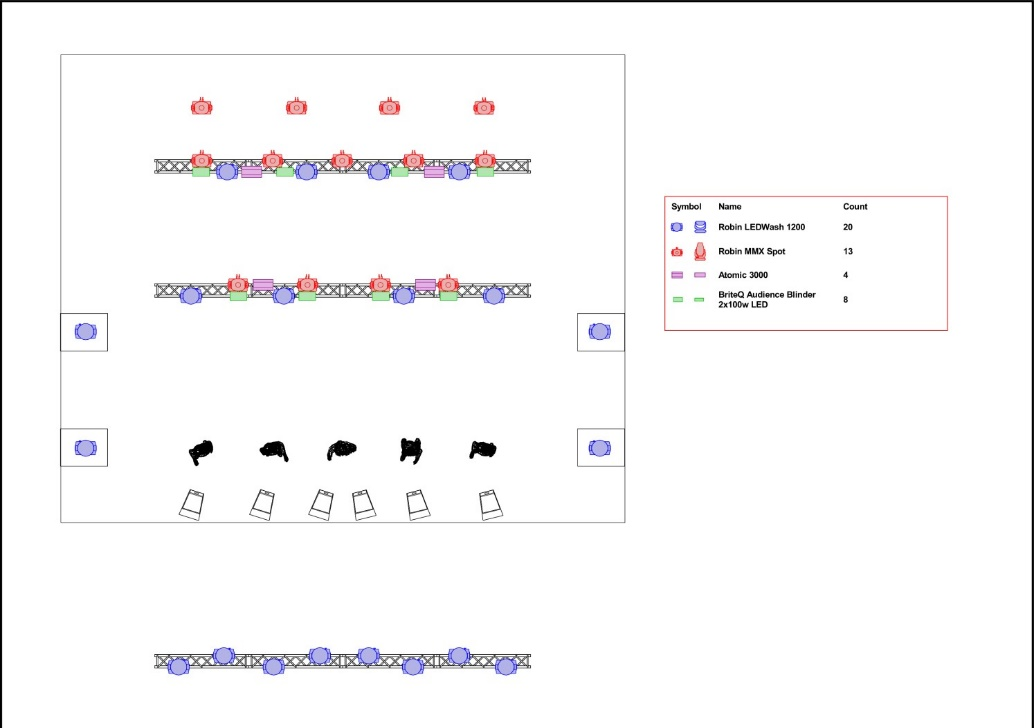 Symbol Name Count
Robin LEDWash 1200 20
Robin MMX Spot 13
Atomic 3000 4
BriteQ Audience Blinder 8
2x100w LED